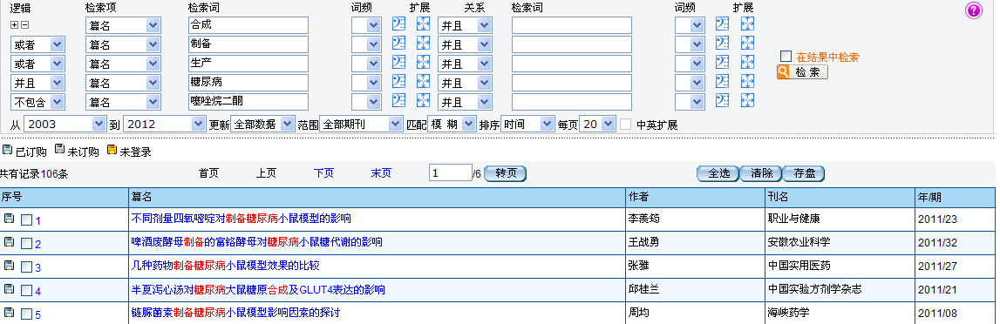 逻辑 检索项 检索词 词频 扩展 关系 检索词 词频 扩展
篇名 合成 并且
或者 篇名 制备 并且
或者 篇名 生产 并且
并且 篇名 糖尿病 并且
不包含 篇名 噻唑烷二酮 并且
在结果中检索
检索
从 2003 到 2012 更新 全部数据 范围 全部期刊 匹配 模 糊 排序 时间 每页 20 中英扩展
已订购 未订购 未登录
共有记录106条 首页 上页 下页 末页 1 /6 转页 全选 清除 存盘
序号 篇名 作者 刊名 年/期
1 不同剂量四氧嘧啶对制备糖尿病小鼠模型的影响 李羡筠 职业与健康 2011/23
2 啤酒废酵母制备的富铬酵母对糖尿病小鼠糖代谢的影响 王战勇 安徽农业科学 2011/32
3 几种药物制备糖尿病小鼠模型效果的比较 张雅 中国实用医药 2011/27
4 半夏泻心汤对糖尿病大鼠糖原合成及GLUT4表达的影响 邱桂兰 中国实验方剂学杂志 2011/21
5 链脲菌素制备糖尿病小鼠模型影响因素的探讨 周均 海峡药学 2011/08